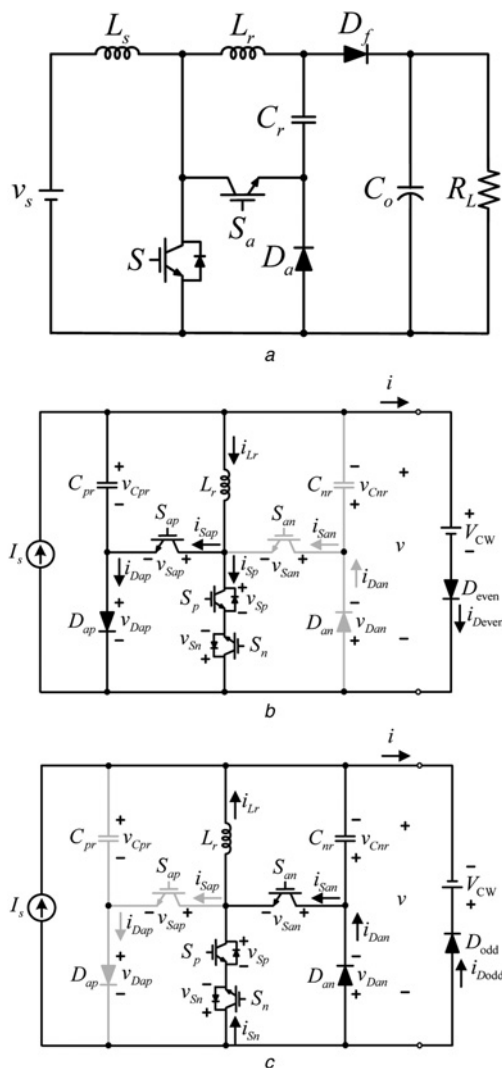 L_s L_r D_f
C_r
v_s S_a C_o R_L
S D_a
a
i
C_pr + v_Cpr - i_Lr L_r C_nr - v_Cnr +
S_ap i_Sap S_an i_San
I_s - v_Sap + i_Sp - v_San + v + V_CW -
i_Dap S_p + v_Sp - i_Dan D_even
D_ap + v_Dap - v_Sn - + S_n D_an - v_Dan + - i_Deven
b
i
C_pr + v_Cpr - i_Lr L_r C_nr - v_Cnr +
S_ap i_Sap S_an i_San
I_s - v_Sap + - v_San + v + - V_CW +
i_Dap S_p + v_Sp - i_Dan D_odd
D_ap + v_Dap - v_Sn - + S_n D_an - v_Dan + - i_Dodd
i_Sn
c